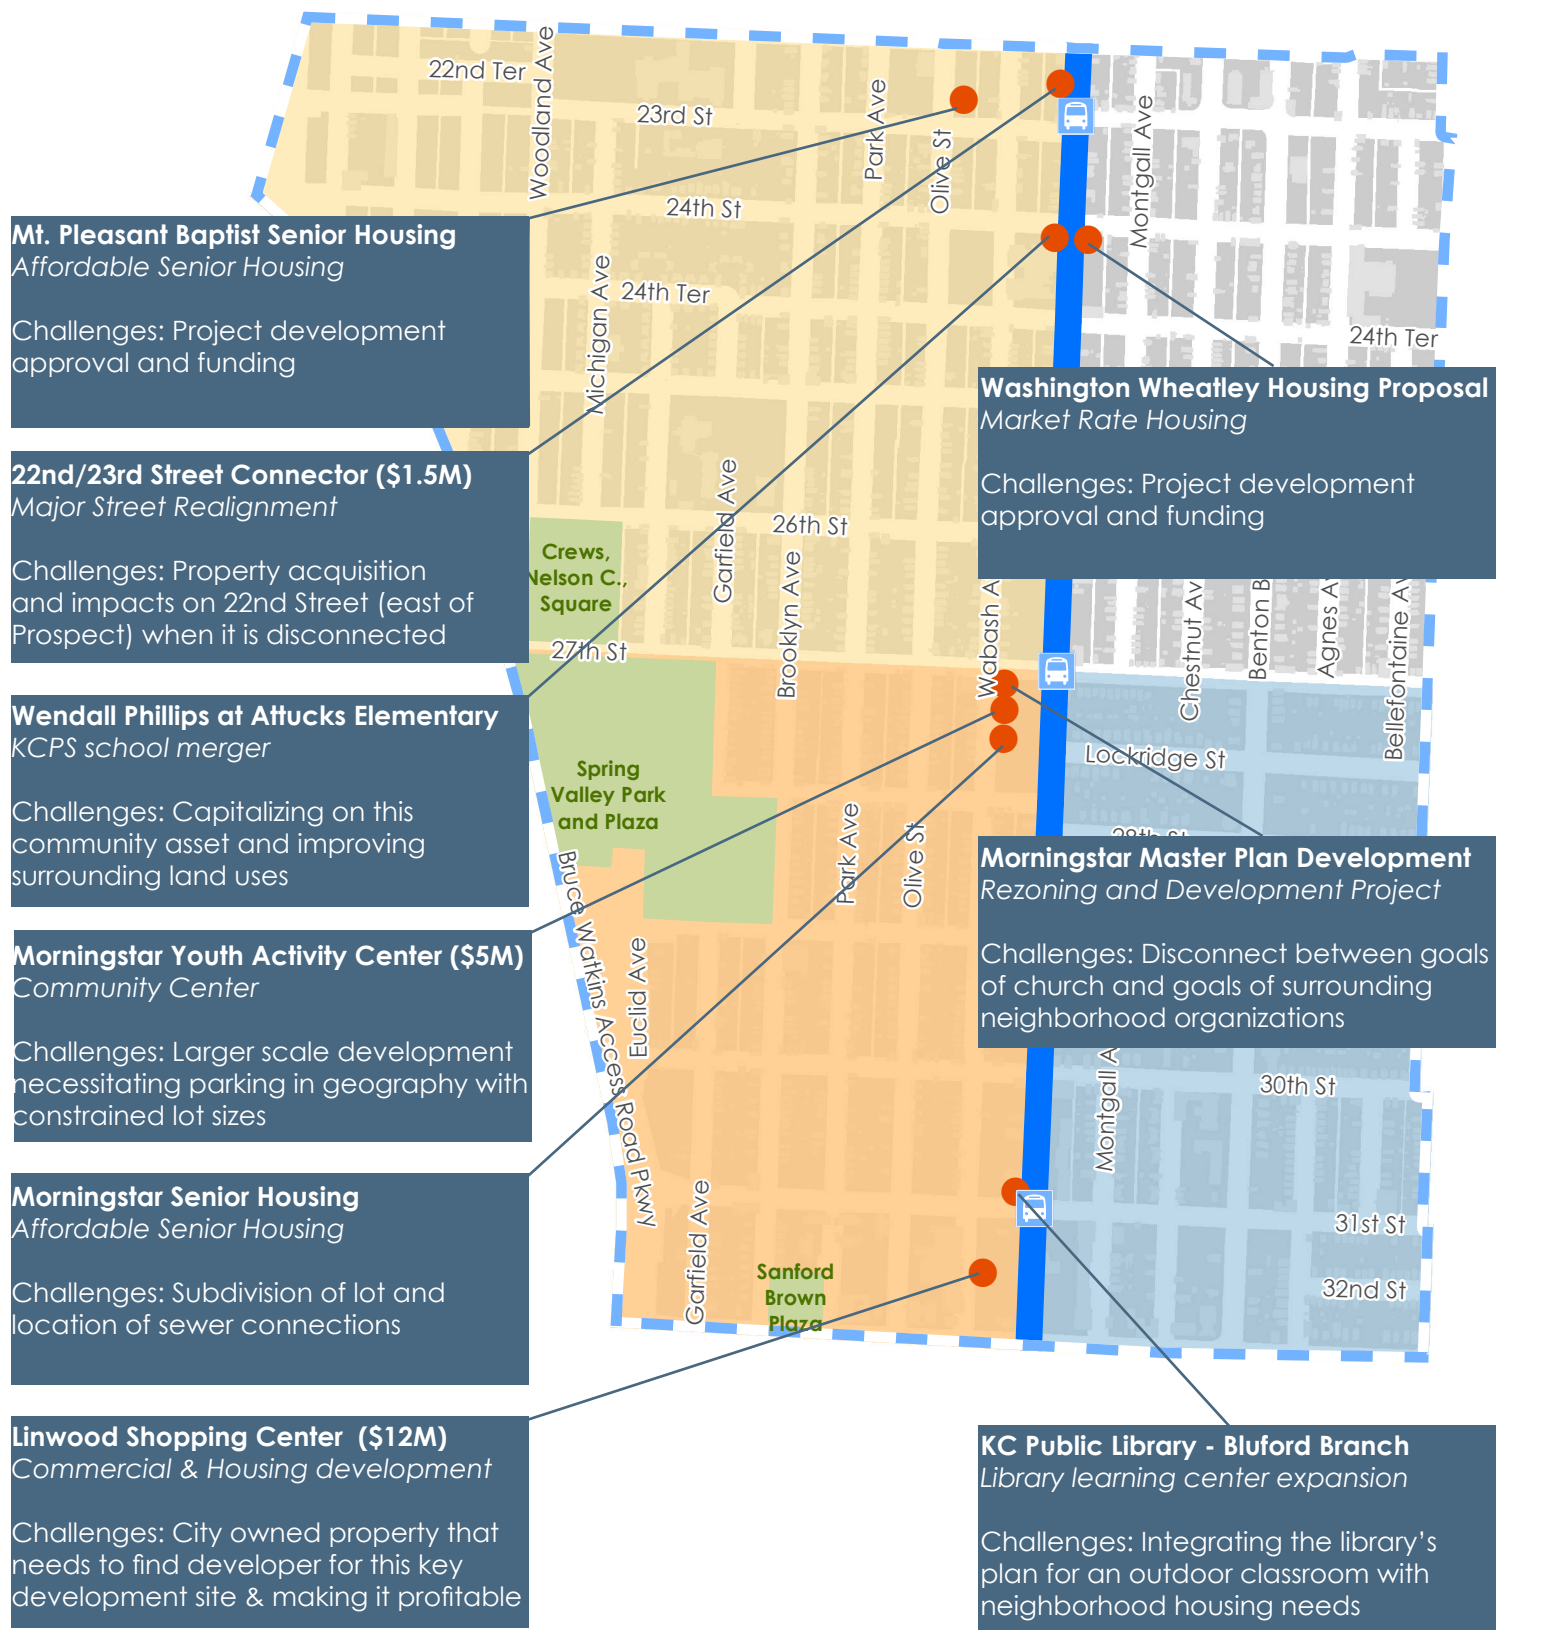 22nd Ter
Woodland Ave
23rd St
Park Ave
Olive St
Montgall Ave
24th St
Michigan Ave
24th Ter
24th Ter
Mt. Pleasant Baptist Senior Housing
Affordable Senior Housing
Challenges: Project development
approval and funding
22nd/23rd Street Connector ($1.5M)
Major Street Realignment
Challenges: Property acquisition
and impacts on 22nd Street (east of
Prospect) when it is disconnected
Wendall Phillips at Attucks Elementary
KCPS school merger
Challenges: Capitalizing on this
community asset and improving
surrounding land uses
Morningstar Youth Activity Center ($5M)
Community Center
Challenges: Larger scale development
necessitating parking in geography with
constrained lot sizes
Morningstar Senior Housing
Affordable Senior Housing
Challenges: Subdivision of lot and
location of sewer connections
Linwood Shopping Center ($12M)
Commercial & Housing development
Challenges: City owned property that
needs to find developer for this key
development site & making it profitable
Washington Wheatley Housing Proposal
Market Rate Housing
Challenges: Project development
approval and funding
Garfield Ave
26th St
Crews,
Nelson C.,
Square
Brooklyn Ave
27th St
Wabash A
Chestnut Av
Benton B
Agnes A
Bellefontaine Av
Lockridge St
Spring
Valley Park
and Plaza
28th St
Park Ave
Olive St
Bruce Watkins Access Road Pkwy
Euclid Ave
Morningstar Master Plan Development
Rezoning and Development Project
Challenges: Disconnect between goals
of church and goals of surrounding
neighborhood organizations
Montgall A
30th St
Garfield Ave
31st St
32nd St
Sanford
Brown
Plaza
KC Public Library - Bluford Branch
Library learning center expansion
Challenges: Integrating the library’s
plan for an outdoor classroom with
neighborhood housing needs